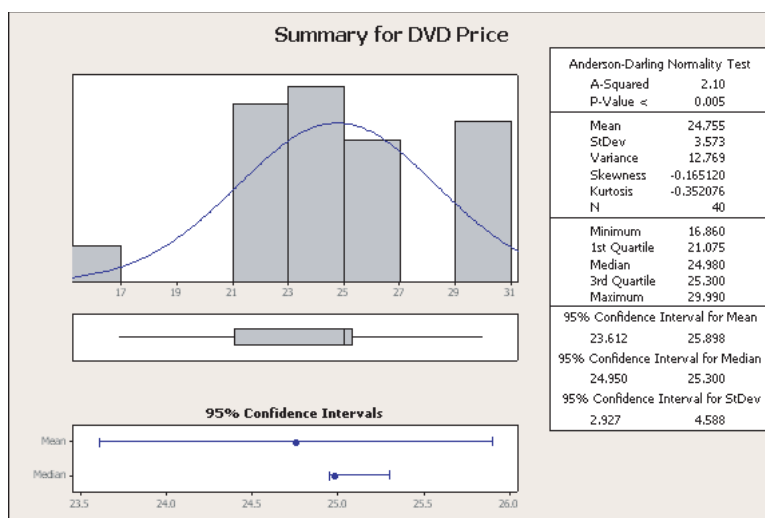 Summary for DVD Price
17 19 21 23 25 27 29 31
95% Confidence Intervals
Mean
Median
23.5 24.0 24.5 25.0 25.5 26.0
Anderson-Darling Normality Test
A-Squared 2.10
P-Value < 0.005
Mean 24.755
StDev 3.573
Variance 12.769
Skewness -0.165120
Kurtosis -0.352076
N 40
Minimum 16.860
1st Quartile 21.075
Median 24.980
3rd Quartile 25.300
Maximum 29.990
95% Confidence Interval for Mean
23.612 25.898
95% Confidence Interval for Median
24.950 25.300
95% Confidence Interval for StDev
2.927 4.588